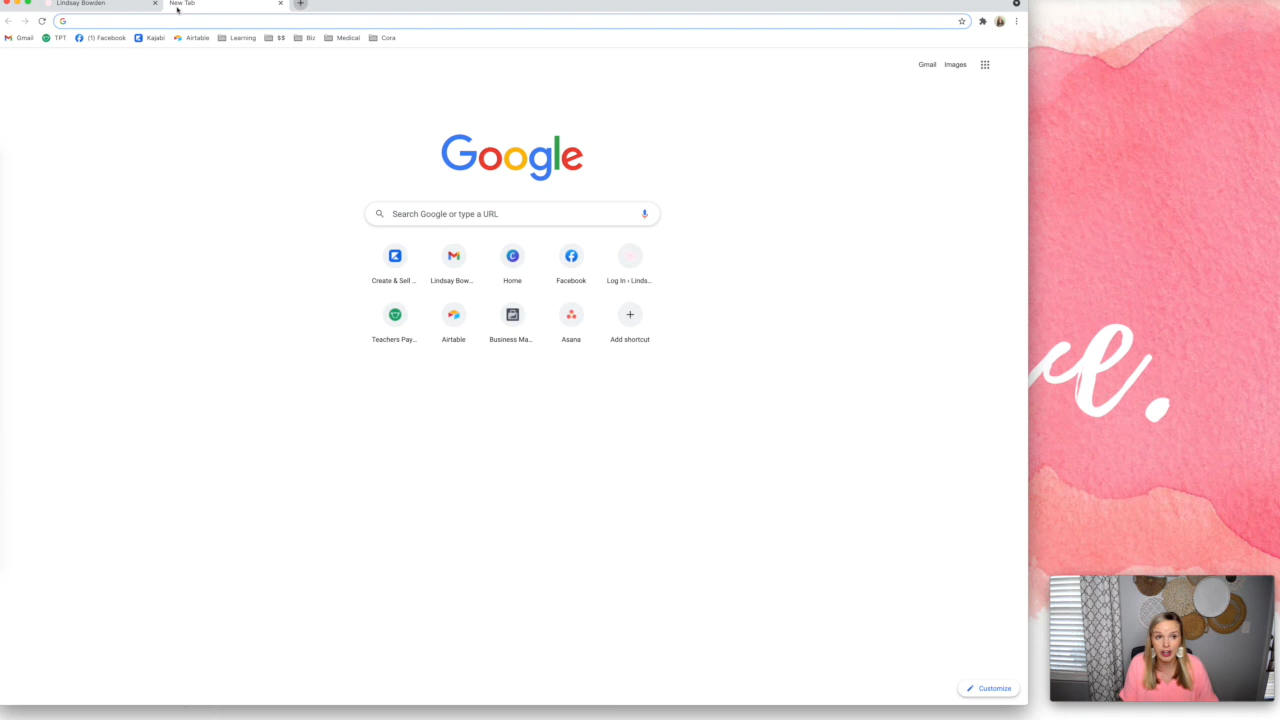 Lindsay Bowden
New Tab
Gmail TPT (1) Facebook Kajabi Airtable Learning $$ Biz Medical Cora
Gmail Images
Google
Search Google or type a URL
Create & Sell ... Lindsay Bow... Home Facebook Log In ‹ Linds...
Teachers Pay... Airtable Business Ma... Asana Add shortcut
ce.
Customize